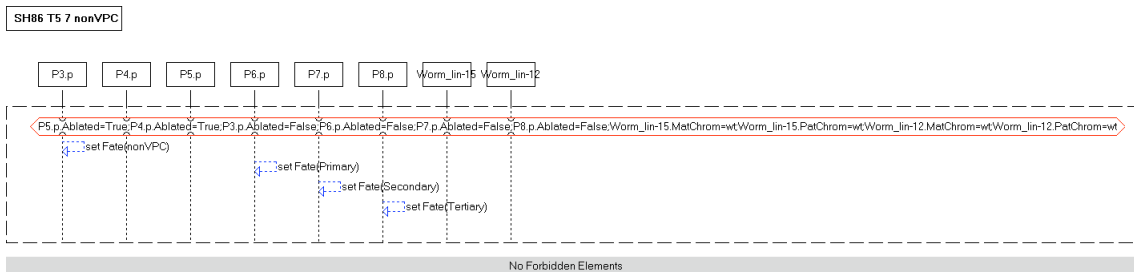 SH86 T5 7 nonVPC
P3.p P4.p P5.p P6.p P7.p P8.p Worm_lin-15 Worm_lin-12
P5.p.Ablated=True;P4.p.Ablated=True;P3.p.Ablated=False;P6.p.Ablated=False;P7.p.Ablated=False;P8.p.Ablated=False;Worm_lin-15.MatChrom=wt;Worm_lin-15.PatChrom=wt;Worm_lin-12.MatChrom=wt;Worm_lin-12.PatChrom=wt
set Fate(nonVPC)
set Fate(Primary)
set Fate(Secondary)
set Fate(Tertiary)
No Forbidden Elements